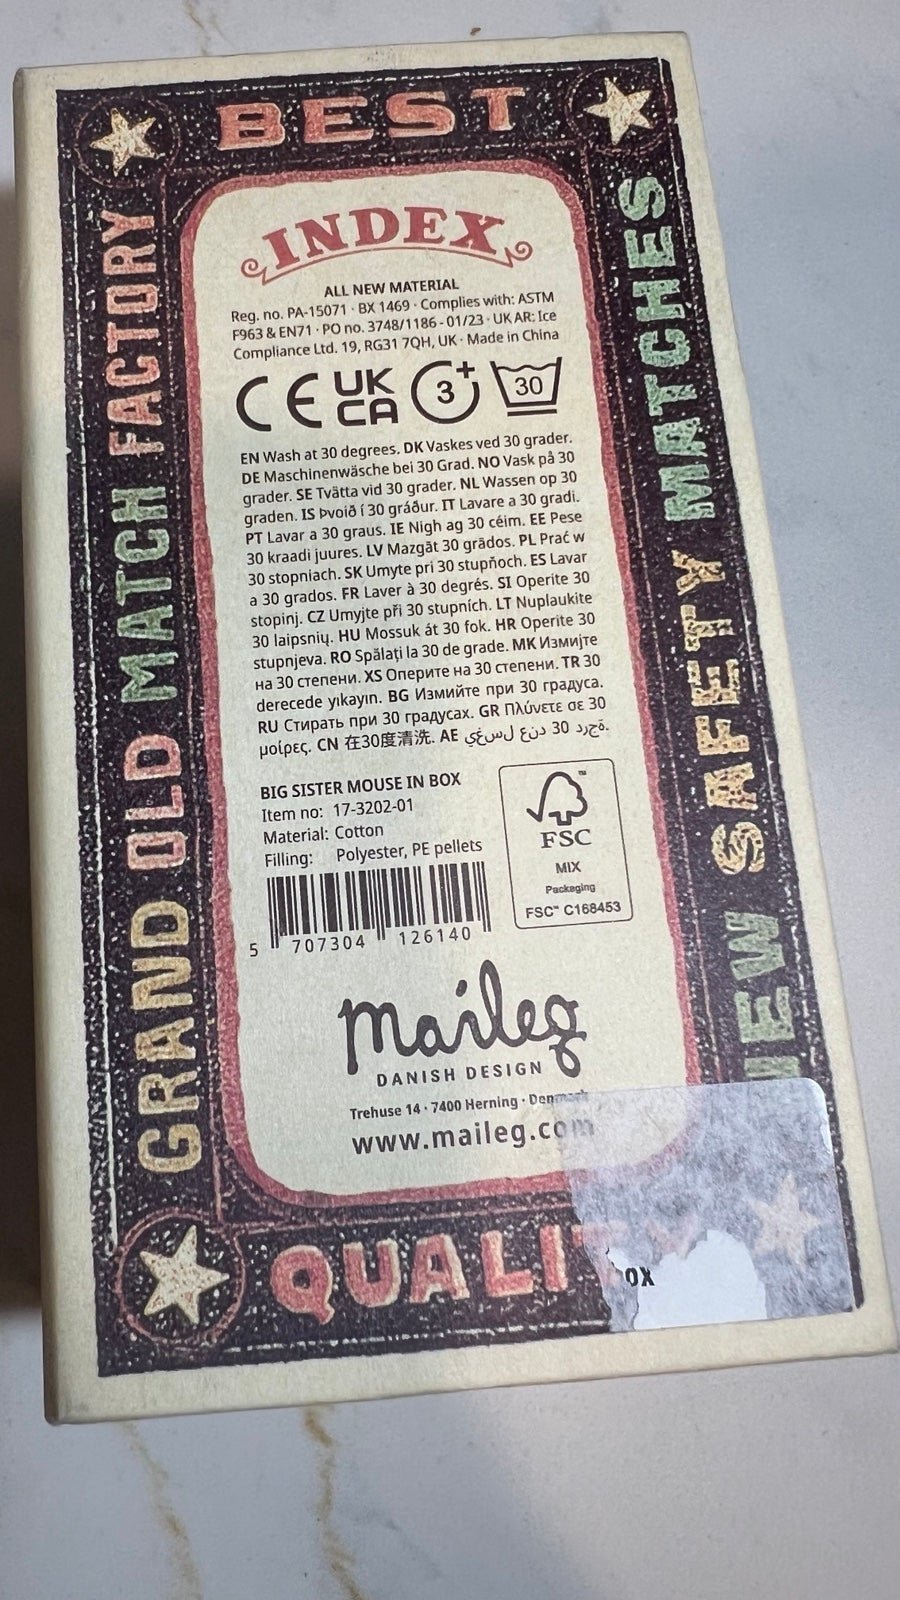 BEST
GRAND OLD MATCH FACTORY
SAFETY MATCHES
INDEX
ALL NEW MATERIAL
Reg. no. PA-15071 · BX 1469 · Complies with: ASTM
F963 & EN71 · PO no. 3748/1186 - 01/23 · UK AR: Ice
Compliance Ltd. 19, RG31 7QH, UK · Made in China
CE UK
CA 3+ 30
EN Wash at 30 degrees. DK Vaskes ved 30 grader.
DE Maschinenwäsche bei 30 Grad. NO Vask på 30
grader. SE Tvätta vid 30 grader. NL Wassen op 30
graden. IS Þvoið í 30 gráður. IT Lavare a 30 gradi.
PT Lavar a 30 graus. IE Nigh ag 30 céim. EE Pese
30 kraadi juures. LV Mazgāt 30 grādos. PL Prać w
30 stopniach. SK Umyte pri 30 stupňoch. ES Lavar
a 30 grados. FR Laver à 30 degrés. SI Operite 30
stopinj. CZ Umyjte při 30 stupních. LT Nuplaukite
30 laipsnių. HU Mossuk át 30 fok. HR Operite 30
stupnjeva. RO Spălați la 30 de grade. MK Измијте
на 30 степени. XS Оперите на 30 степени. TR 30
derecede yıkayın. BG Измийте при 30 градуса.
RU Стирать при 30 градусах. GR Πλύνετε σε 30
μοίρες. CN 在30度清洗. AE 30
BIG SISTER MOUSE IN BOX
Item no: 17-3202-01
Material: Cotton
Filling: Polyester, PE pellets
5 707304 126140
FSC
MIX
Packaging
FSC™ C168453
maileg
DANISH DESIGN
Trehuse 14 · 7400 Herning · Denmark
www.maileg.com
QUALITY